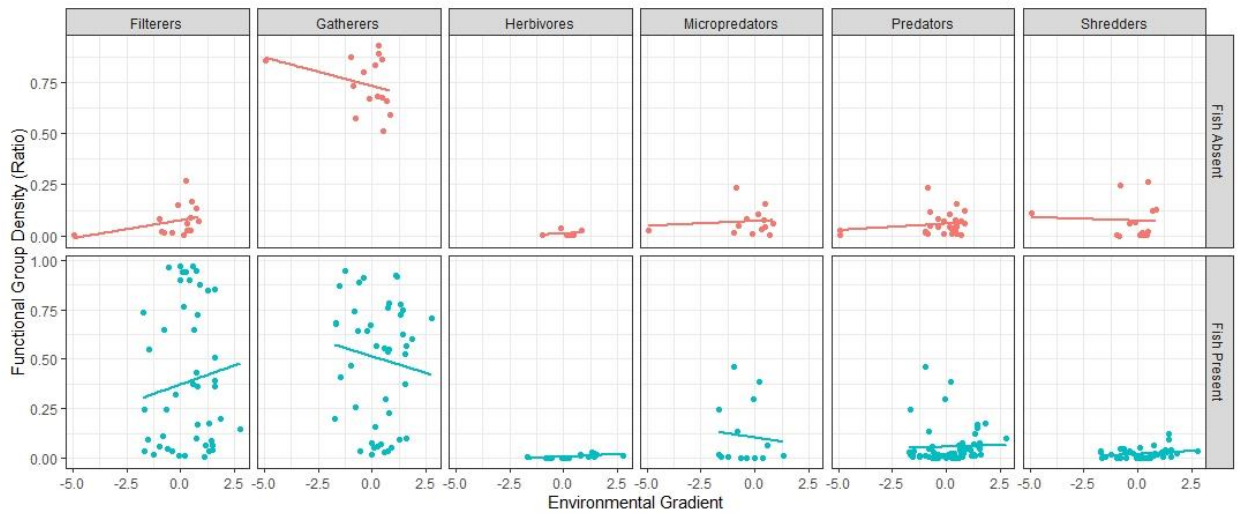 Filterers Gatherers Herbivores Micropredators Predators Shredders
Functional Group Density (Ratio)
0.75
0.50
0.25
0.00
Fish Absent
1.00
0.75
0.50
0.25
0.00
Fish Present
-5.0 -2.5 0.0 2.5 -5.0 -2.5 0.0 2.5 -5.0 -2.5 0.0 2.5 -5.0 -2.5 0.0 2.5 -5.0 -2.5 0.0 2.5 -5.0 -2.5 0.0 2.5
Environmental Gradient